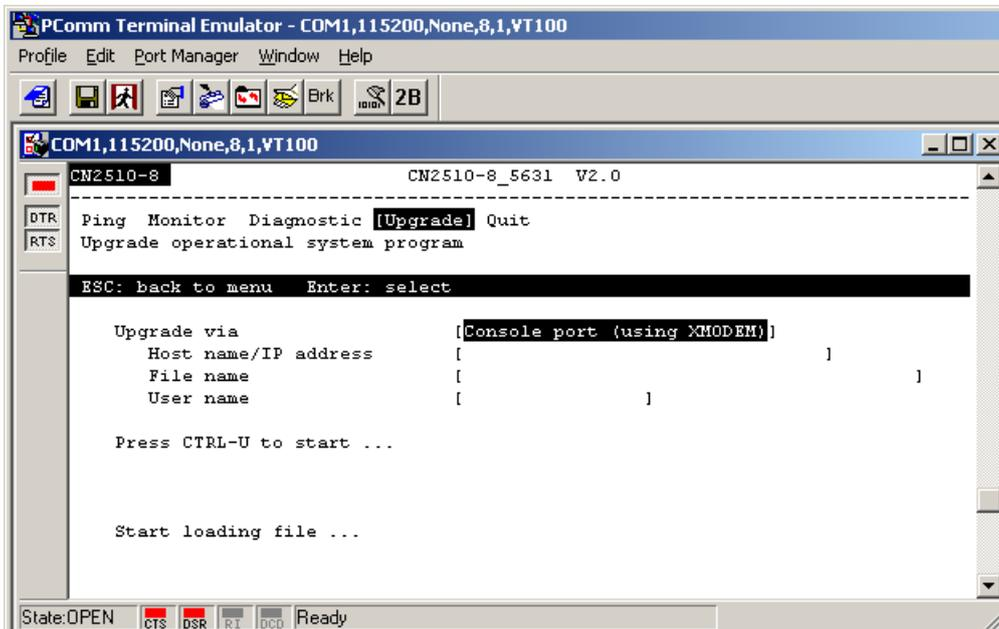 PComm Terminal Emulator - COM1,115200,None,8,1,VT100
Profile Edit Port Manager Window Help
Brk 2B
COM1,115200,None,8,1,VT100
CN2510-8 CN2510-8_5631 V2.0
--------------------------------------------------------------------------------
DTR
RTS
Ping Monitor Diagnostic [Upgrade] Quit
Upgrade operational system program
ESC: back to menu Enter: select
Upgrade via [Console port (using XMODEM)]
Host name/IP address [ ]
File name [ ]
User name [ ]
Press CTRL-U to start ...
Start loading file ...
State:OPEN CTS DSR RI DCD Ready